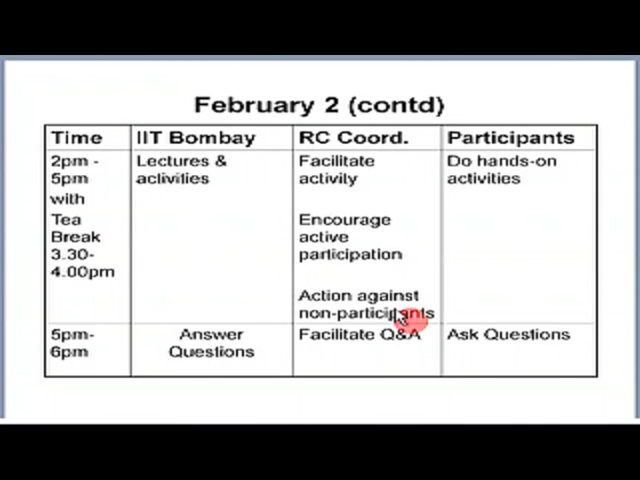 February 2 (contd)
Time IIT Bombay RC Coord. Participants
2pm - Lectures & Facilitate Do hands-on
5pm activities activity activities
with
Tea Encourage
Break active
3.30- participation
4.00pm
Action against
non-participants
5pm- Answer Facilitate Q&A Ask Questions
6pm Questions